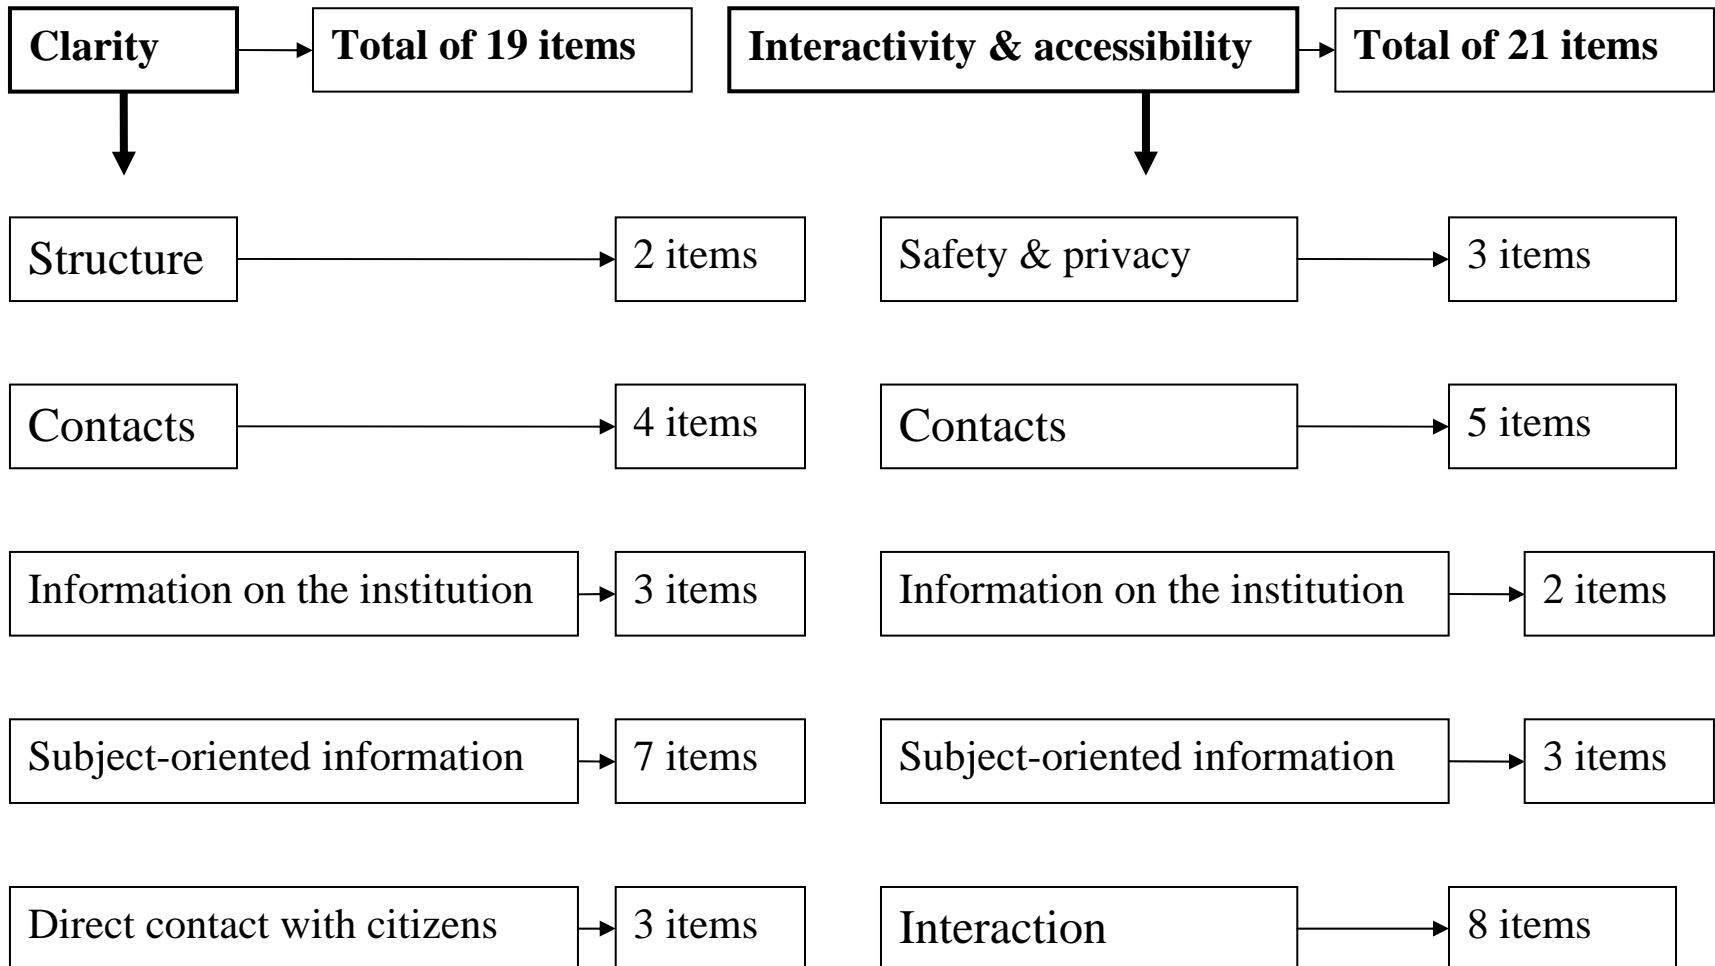 Clarity
Total of 19 items
Interactivity & accessibility
Total of 21 items
Structure
2 items
Safety & privacy
3 items
Contacts
4 items
Contacts
5 items
Information on the institution
3 items
Information on the institution
2 items
Subject-oriented information
7 items
Subject-oriented information
3 items
Direct contact with citizens
3 items
Interaction
8 items